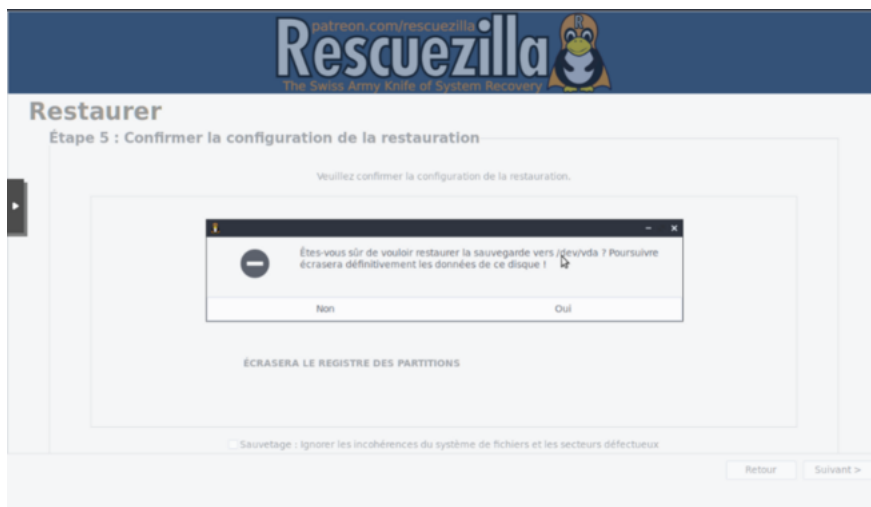 patreon.com/rescuezilla
Rescuezilla
The Swiss Army Knife of System Recovery
R
Restaurer
Étape 5 : Confirmer la configuration de la restauration
Veuillez confirmer la configuration de la restauration.
Êtes-vous sûr de vouloir restaurer la sauvegarde vers /dev/vda ? Poursuivre
écrasera définitivement les données de ce disque !
Non Oui
ÉCRASERA LE REGISTRE DES PARTITIONS
Sauvetage : Ignorer les incohérences du système de fichiers et les secteurs défectueux
Retour Suivant >